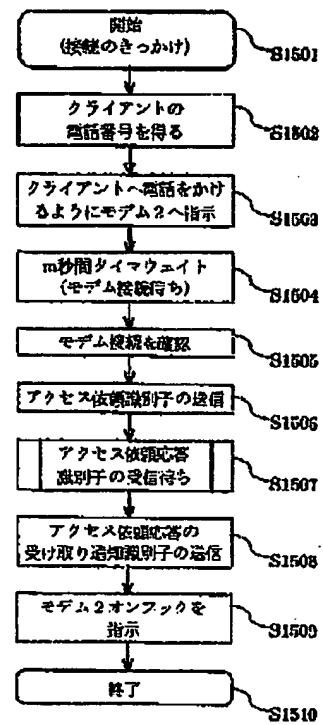 開始
(接続のきっかけ)
S1501
クライアントの
電話番号を得る
S1502
クライアントへ電話をかけ
るようにモデム2へ指示
S1503
m秒間タイマウェイト
(モデム接続待ち)
S1504
モデム接続を確認
S1505
アクセス依頼識別子の送信
S1506
アクセス依頼応答
識別子の受信待ち
S1507
アクセス依頼応答の
受け取り通知識別子の送信
S1508
モデム2オンフックを
指示
S1509
終了
S1510